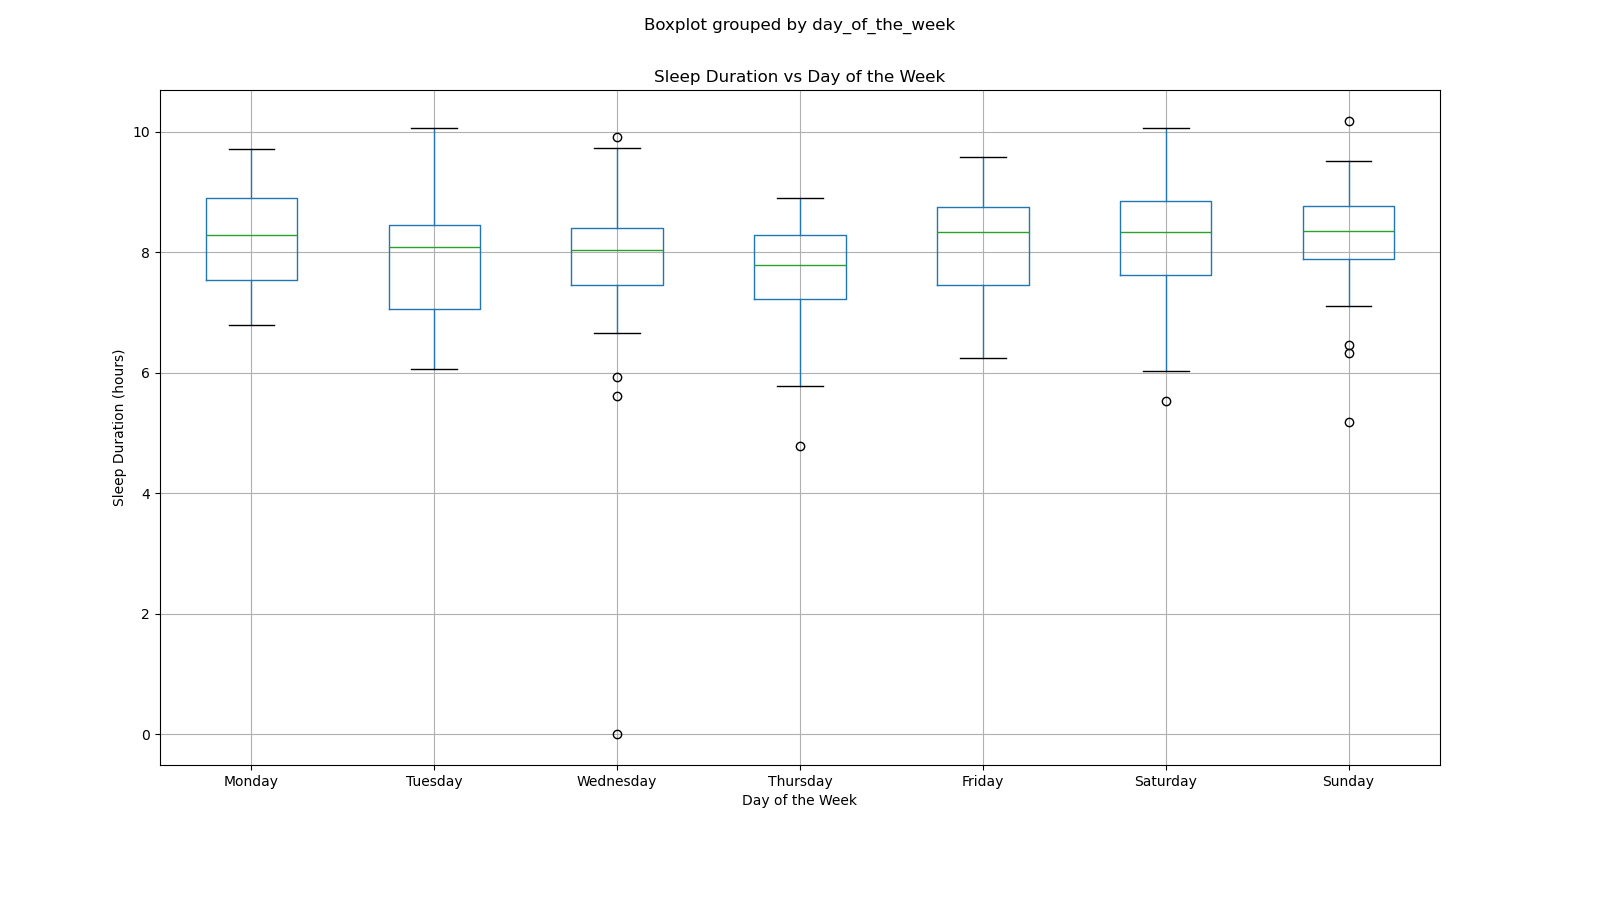 Boxplot grouped by day_of_the_week
Sleep Duration vs Day of the Week
Sleep Duration (hours)
10
8
6
4
2
0
Monday Tuesday Wednesday Thursday Friday Saturday Sunday
Day of the Week